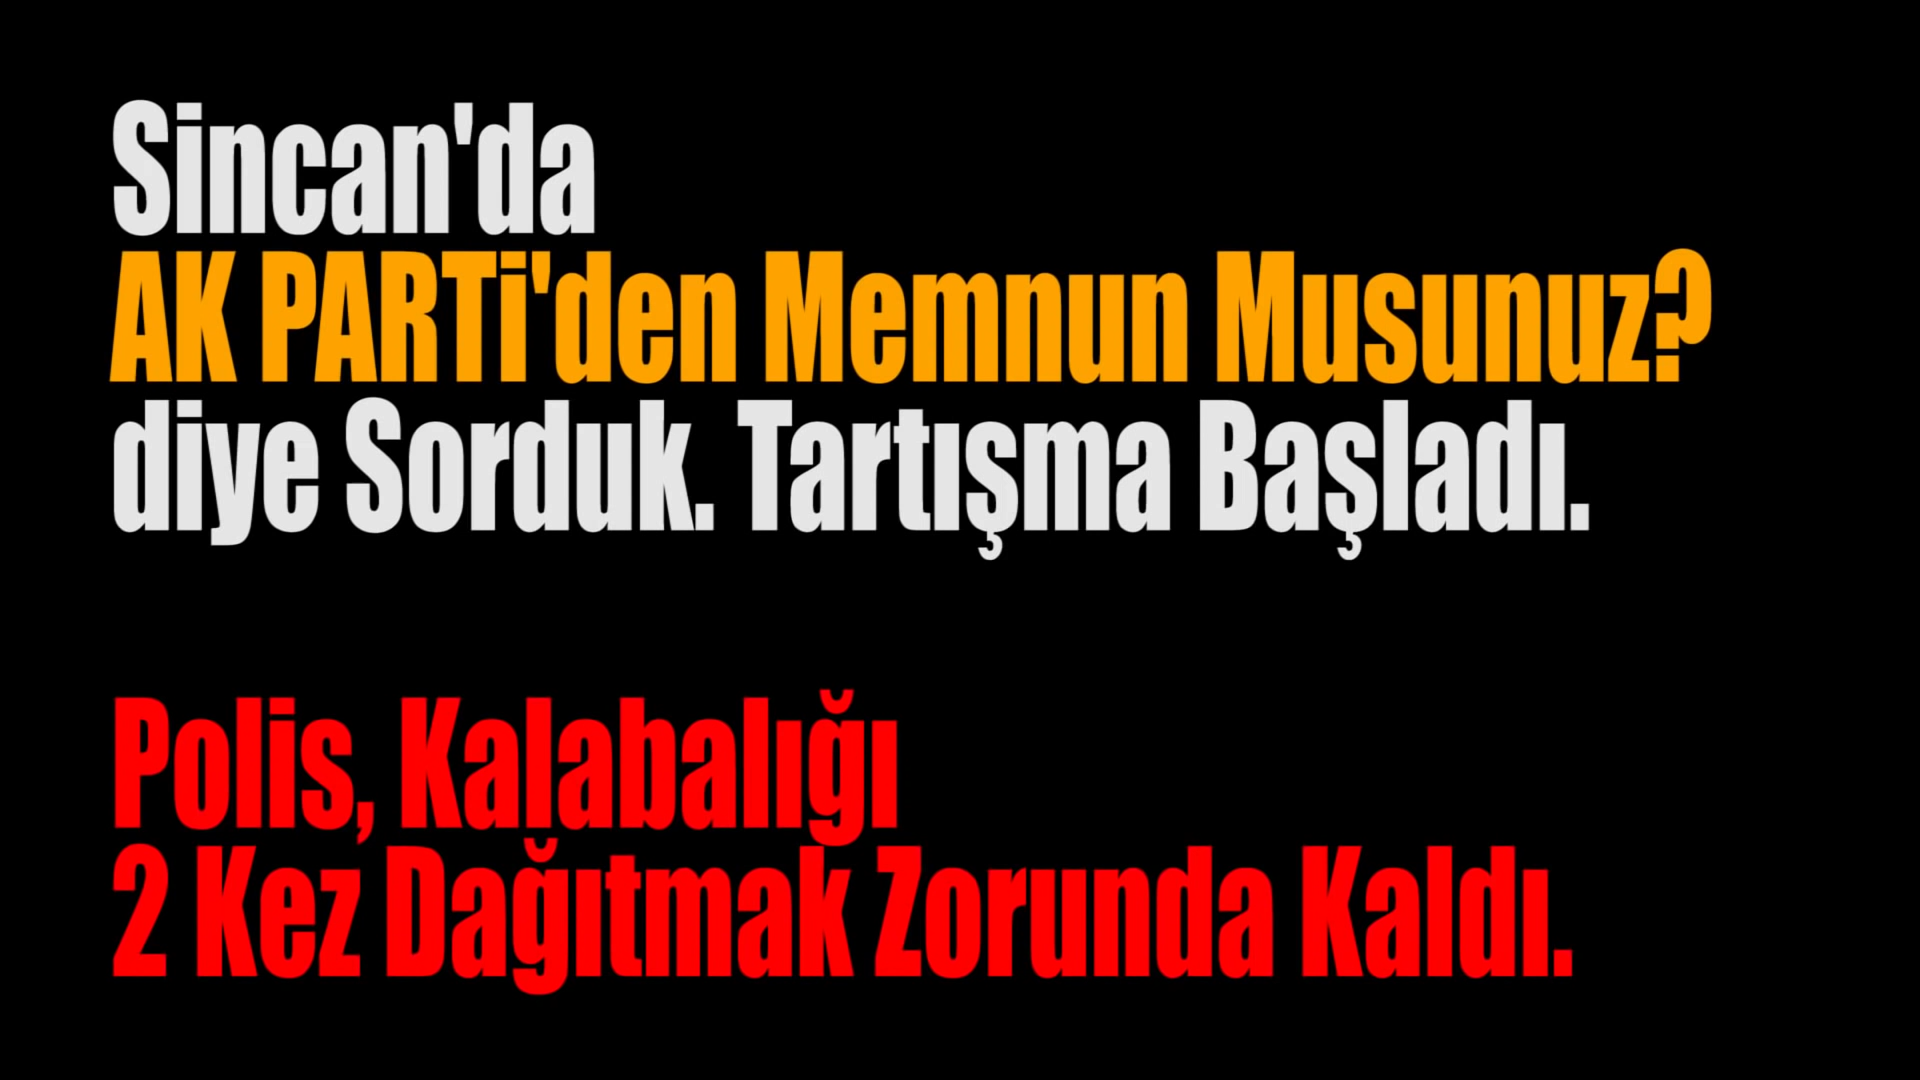 Sincan'da
AK PARTi'den Memnun Musunuz?
diye Sorduk. Tartışma Başladı.
Polis, Kalabalığı
2 Kez Dağıtmak Zorunda Kaldı.